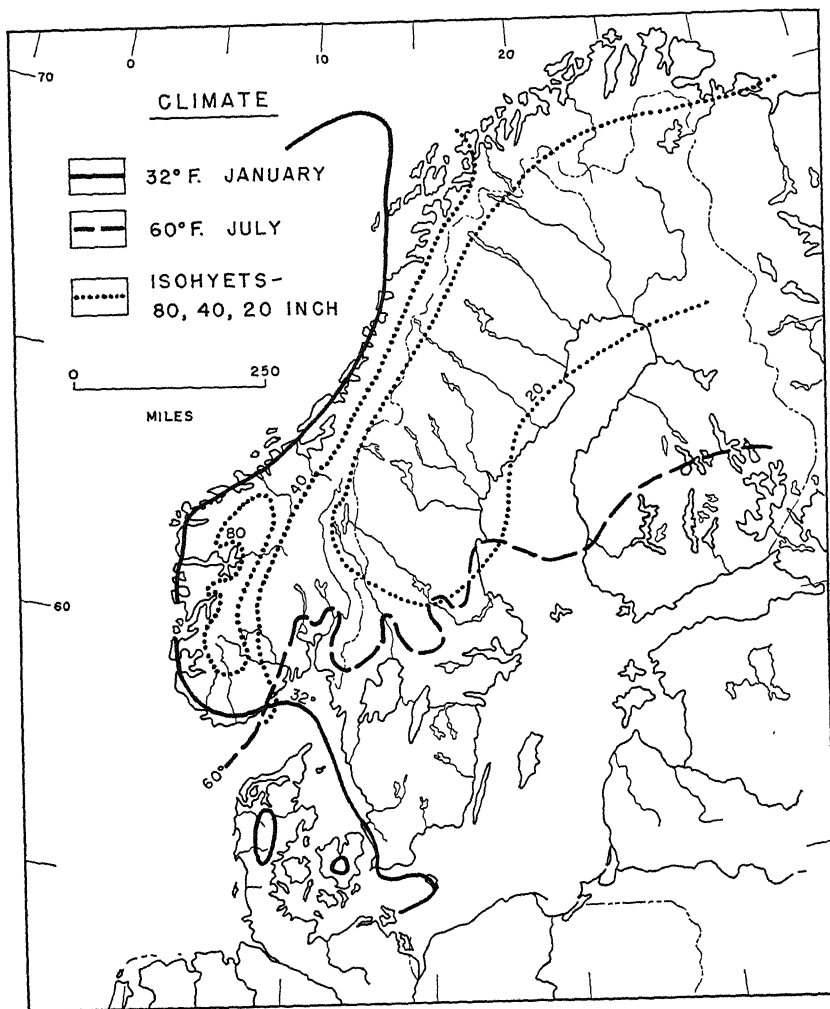 0
10
20
70
CLIMATE
32° F. JANUARY
60° F. JULY
ISOHYETS-
80, 40, 20 INCH
0
250
MILES
20
40
80
60
32°
60°